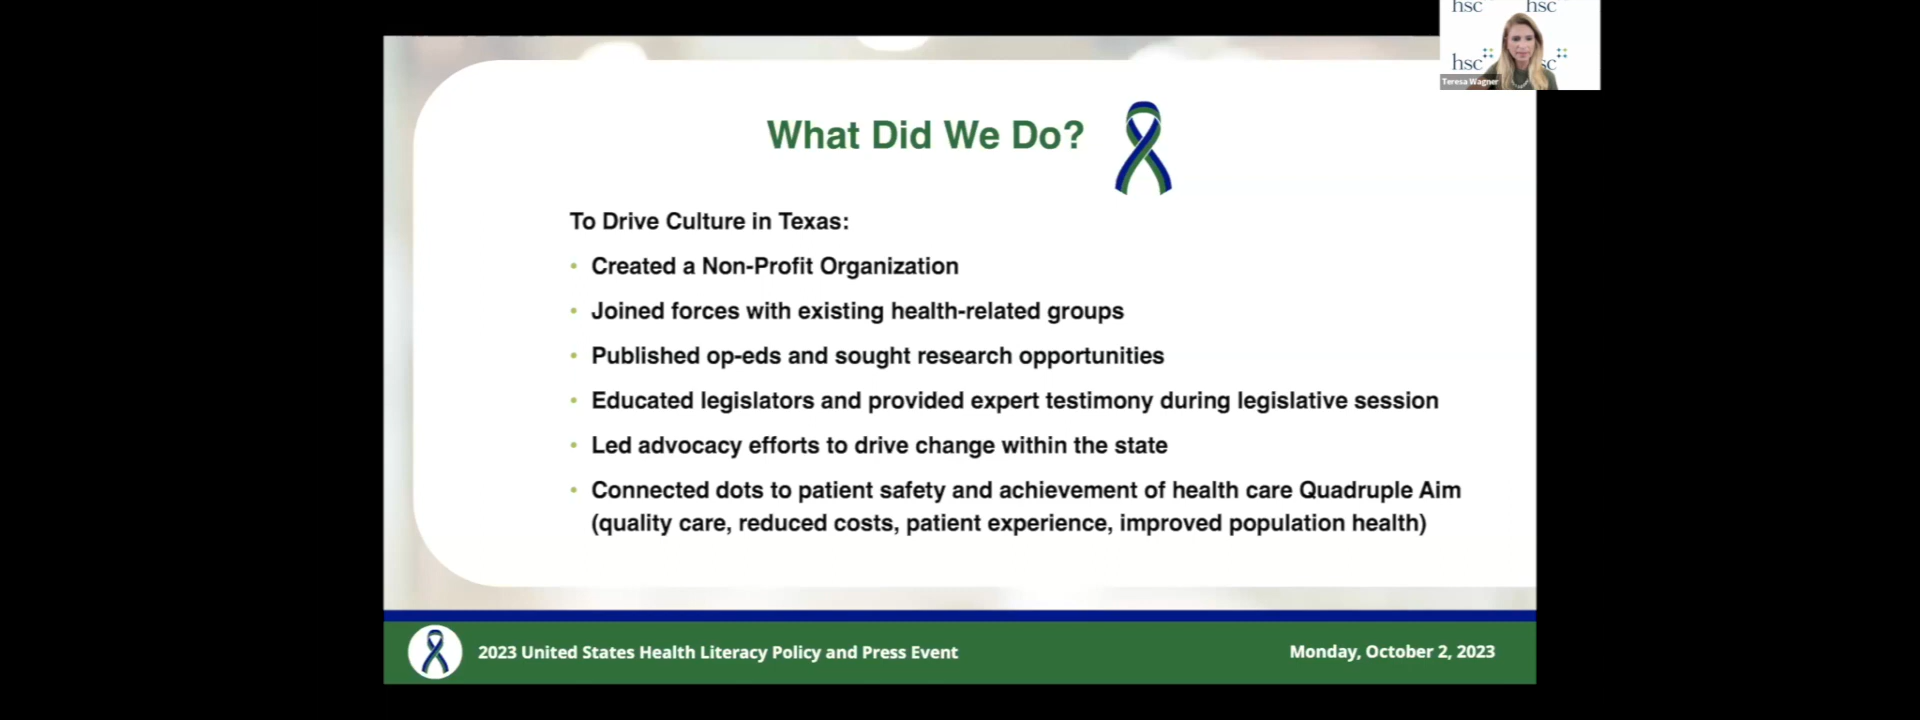 hsc hsc
hsc sc
Teresa Wagner
What Did We Do?
To Drive Culture in Texas:
• Created a Non-Profit Organization
• Joined forces with existing health-related groups
• Published op-eds and sought research opportunities
• Educated legislators and provided expert testimony during legislative session
• Led advocacy efforts to drive change within the state
• Connected dots to patient safety and achievement of health care Quadruple Aim
(quality care, reduced costs, patient experience, improved population health)
2023 United States Health Literacy Policy and Press Event
Monday, October 2, 2023